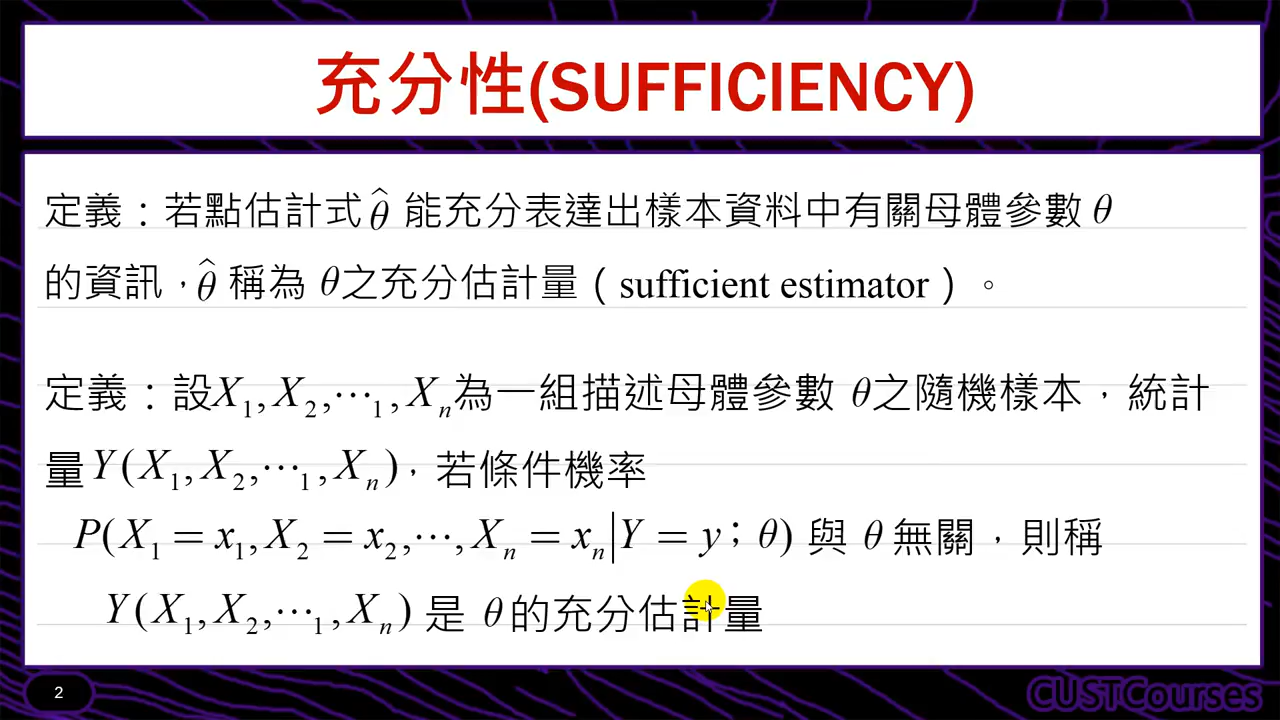 充分性(SUFFICIENCY)
定義：若點估計式 θ̂ 能充分表達出樣本資料中有關母體參數 θ
的資訊，θ̂ 稱為 θ之充分估計量（sufficient estimator）。
定義：設X₁,X₂,⋯₁,Xₙ為一組描述母體參數 θ之隨機樣本，統計
量Y(X₁,X₂,⋯₁,Xₙ)，若條件機率
P(X₁ = x₁,X₂ = x₂,⋯,Xₙ = xₙ|Y = y；θ) 與 θ 無關，則稱
Y(X₁,X₂,⋯₁,Xₙ) 是 θ的充分估計量
2
CUSTCourses